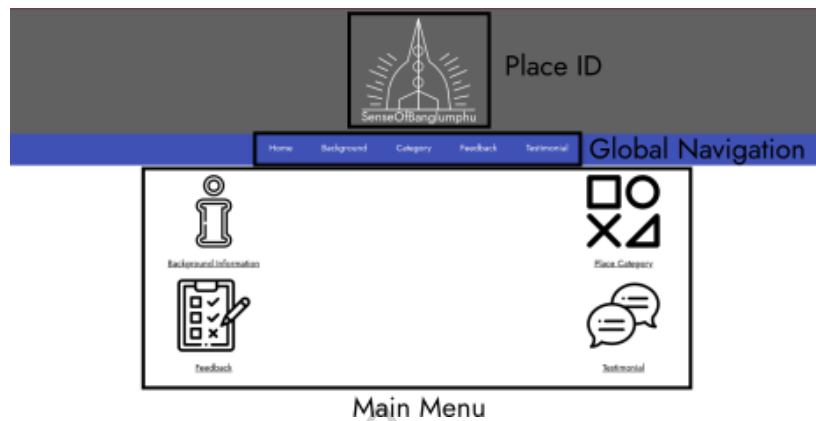 Place ID
SenseOfBanglumphu
Home Background Category Feedback Testimonial
Global Navigation
Background Information
Place Category
Feedback
Testimonial
Main Menu